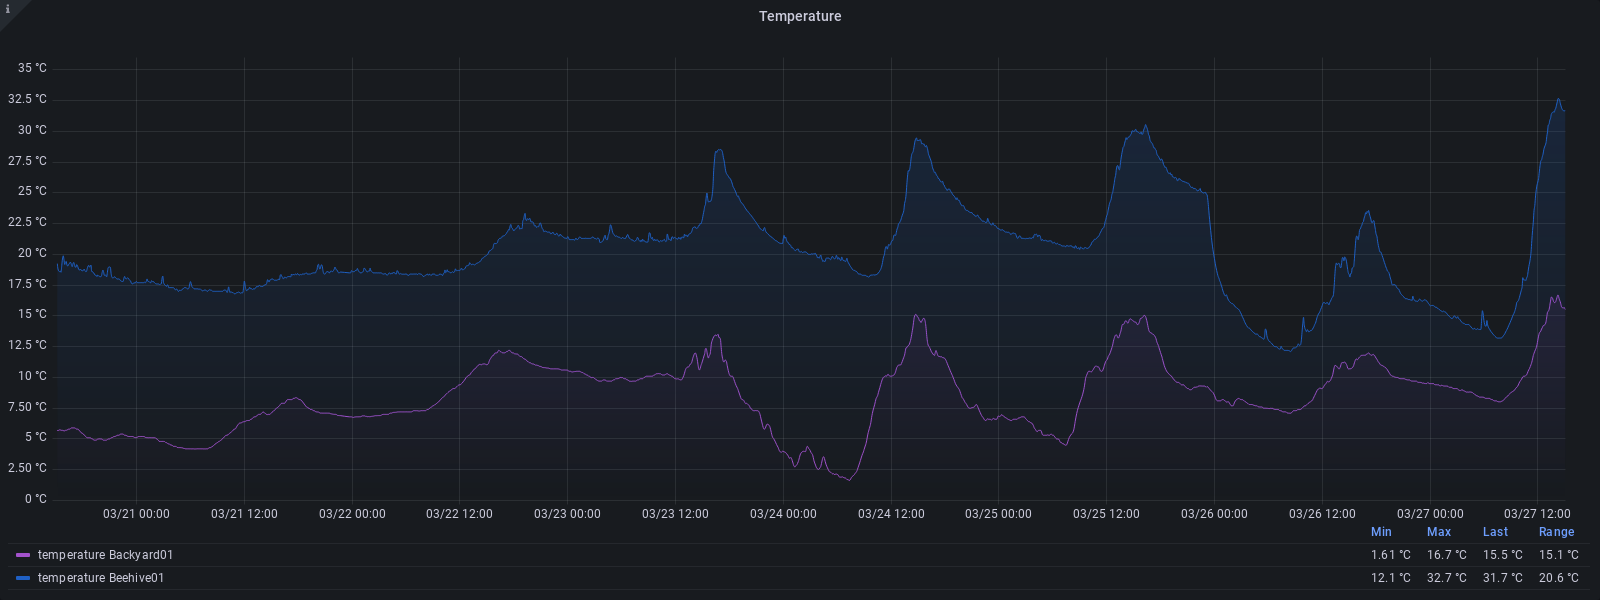 i
Temperature
35 °C
32.5 °C
30 °C
27.5 °C
25 °C
22.5 °C
20 °C
17.5 °C
15 °C
12.5 °C
10 °C
7.50 °C
5 °C
2.50 °C
0 °C
03/21 00:00 03/21 12:00 03/22 00:00 03/22 12:00 03/23 00:00 03/23 12:00 03/24 00:00 03/24 12:00 03/25 00:00 03/25 12:00 03/26 00:00 03/26 12:00 03/27 00:00 03/27 12:00
Min Max Last Range
temperature Backyard01 1.61 °C 16.7 °C 15.5 °C 15.1 °C
temperature Beehive01 12.1 °C 32.7 °C 31.7 °C 20.6 °C